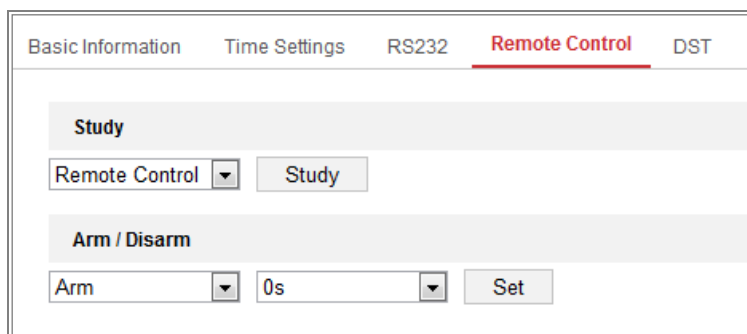 Basic Information Time Settings RS232 Remote Control DST
Study
Remote Control Study
Arm / Disarm
Arm 0s Set